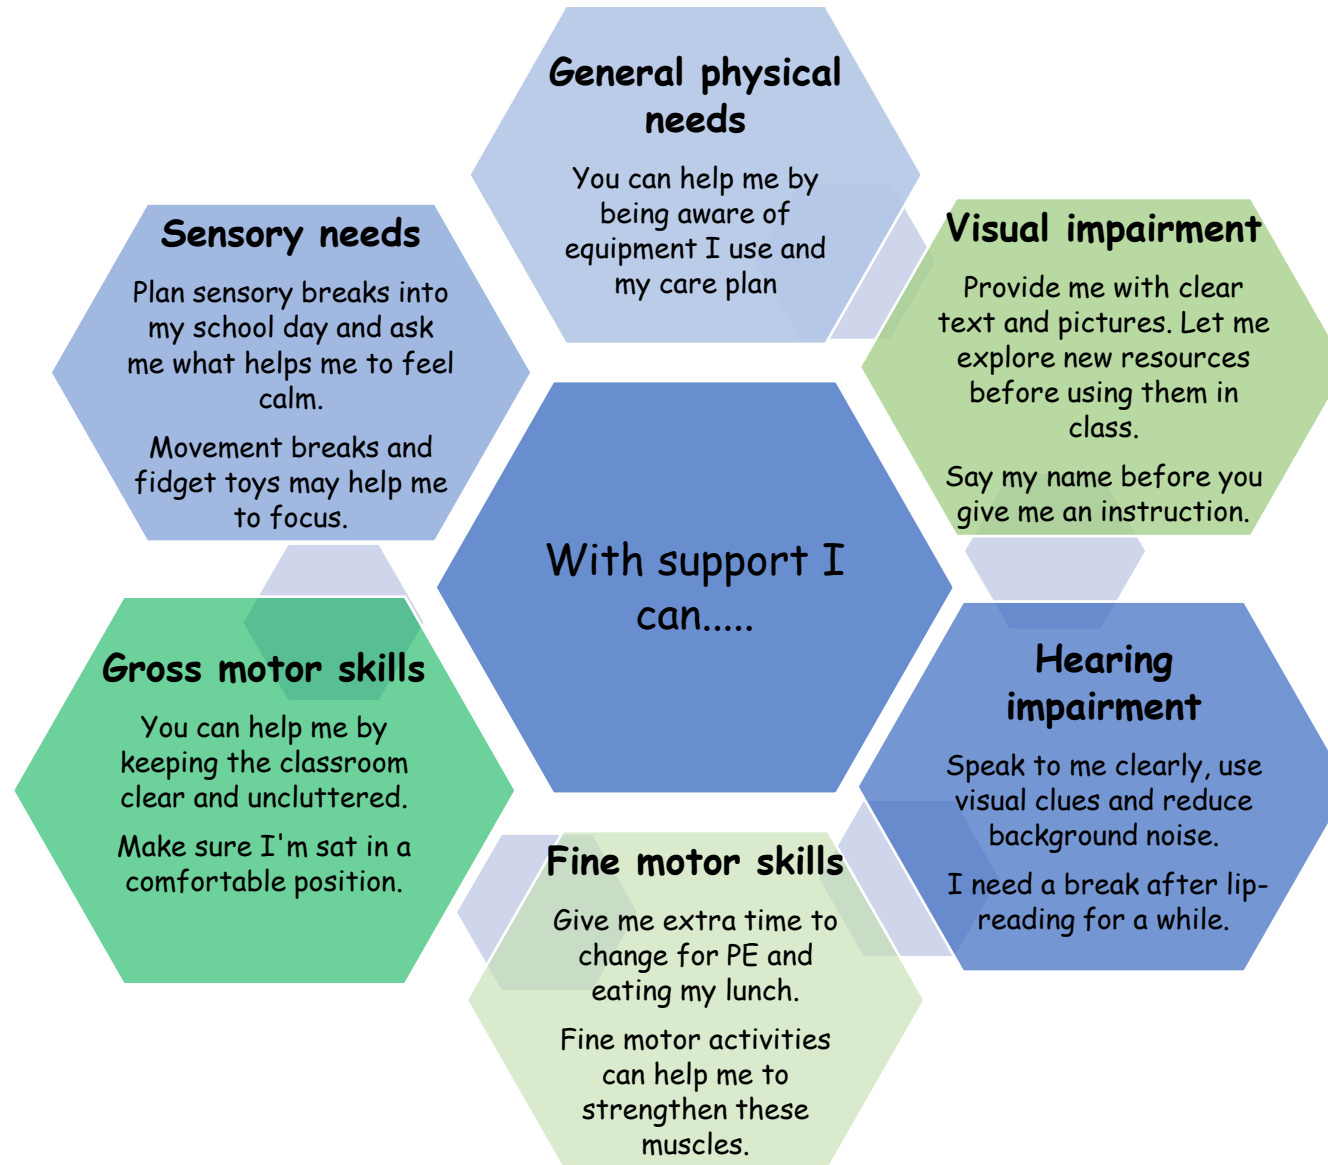 General physical
needs
You can help me by
being aware of
equipment I use and
my care plan
Visual impairment
Provide me with clear
text and pictures. Let me
explore new resources
before using them in
class.
Say my name before you
give me an instruction.
Hearing
impairment
Speak to me clearly, use
visual clues and reduce
background noise.
I need a break after lip-
reading for a while.
Fine motor skills
Give me extra time to
change for PE and
eating my lunch.
Fine motor activities
can help me to
strengthen these
muscles.
Gross motor skills
You can help me by
keeping the classroom
clear and uncluttered.
Make sure I'm sat in a
comfortable position.
Sensory needs
Plan sensory breaks into
my school day and ask
me what helps me to feel
calm.
Movement breaks and
fidget toys may help me
to focus.
With support I
can.....